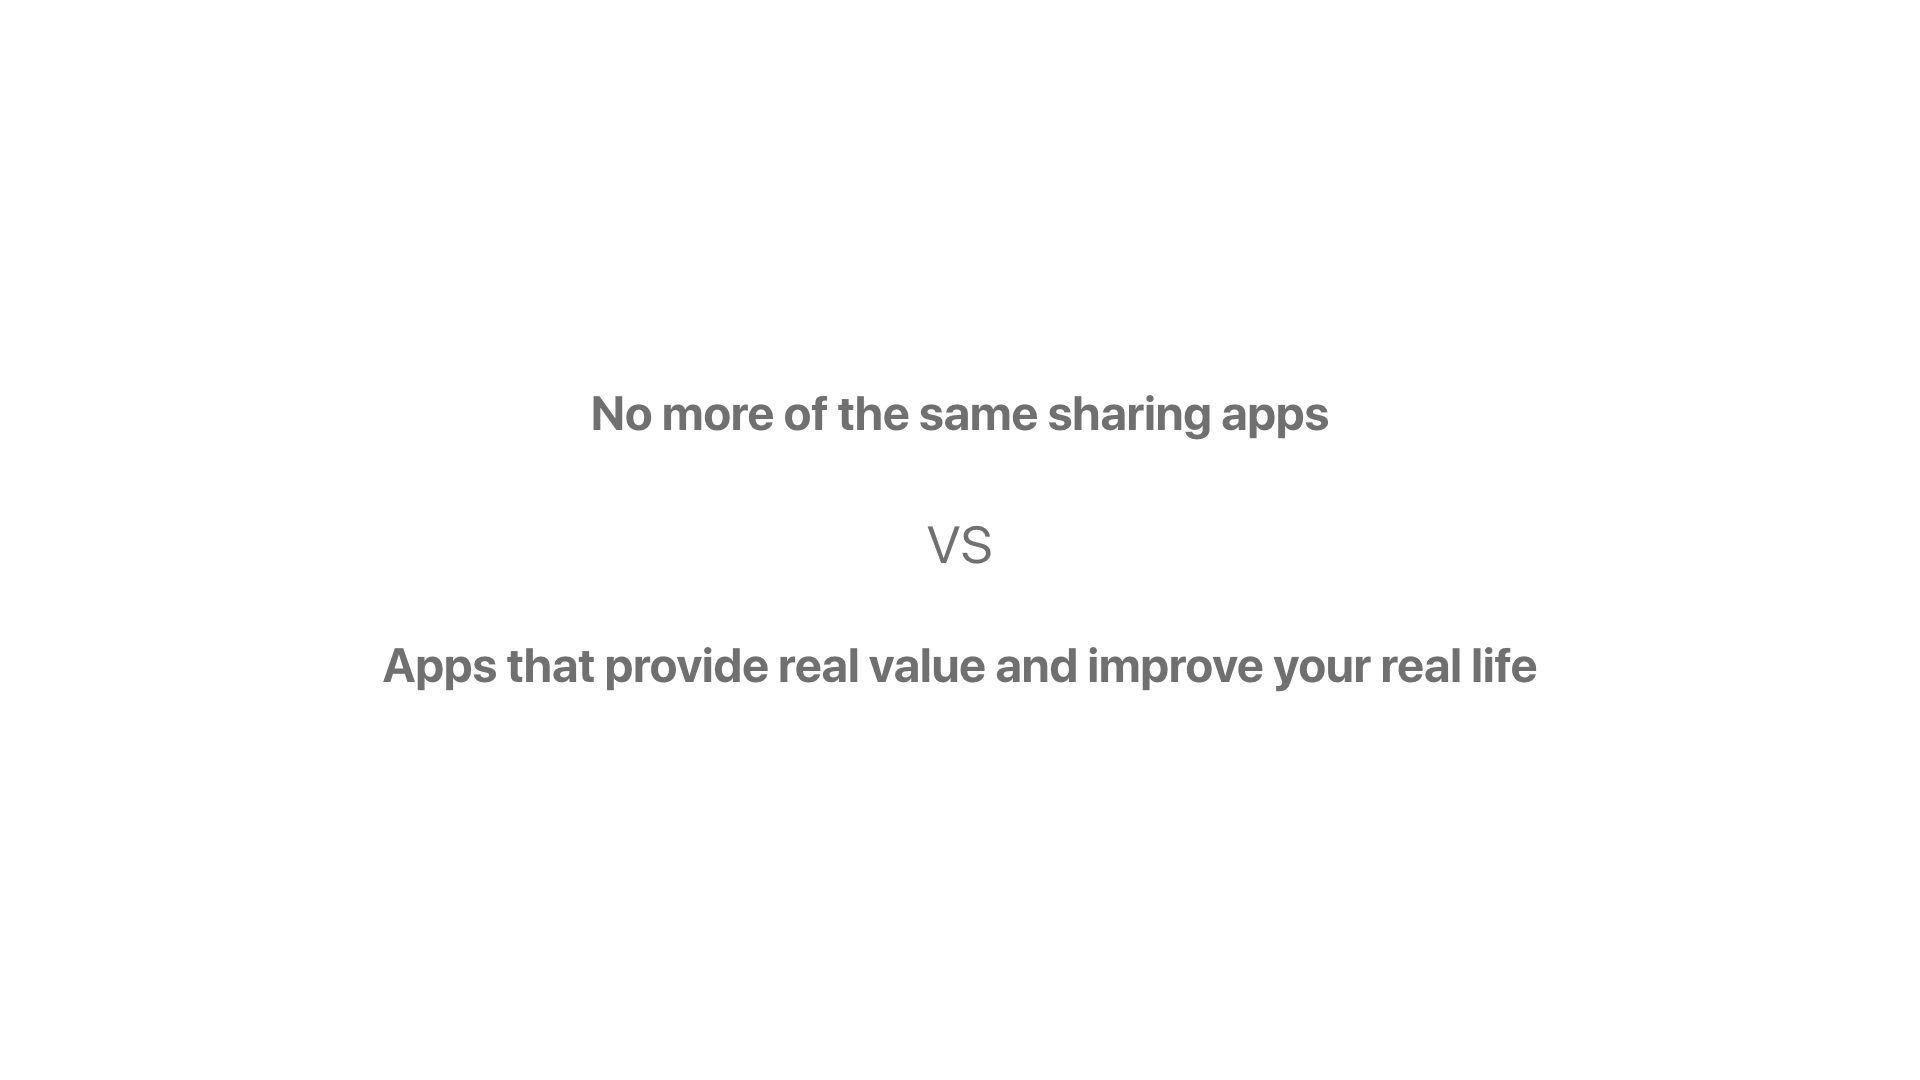 No more of the same sharing apps
VS
Apps that provide real value and improve your real life